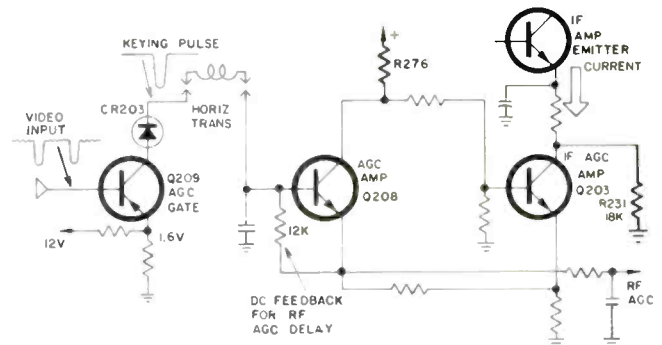 KEYING PULSE
CR203
HORIZ
TRANS
VIDEO
INPUT
Q209
AGC
GATE
12V
1.6V
+
R276
AGC
AMP
Q208
12K
DC FEEDBACK
FOR RF
AGC DELAY
IF
AMP
EMITTER
CURRENT
IF AGC
AMP
Q203
R231
18K
RF
AGC